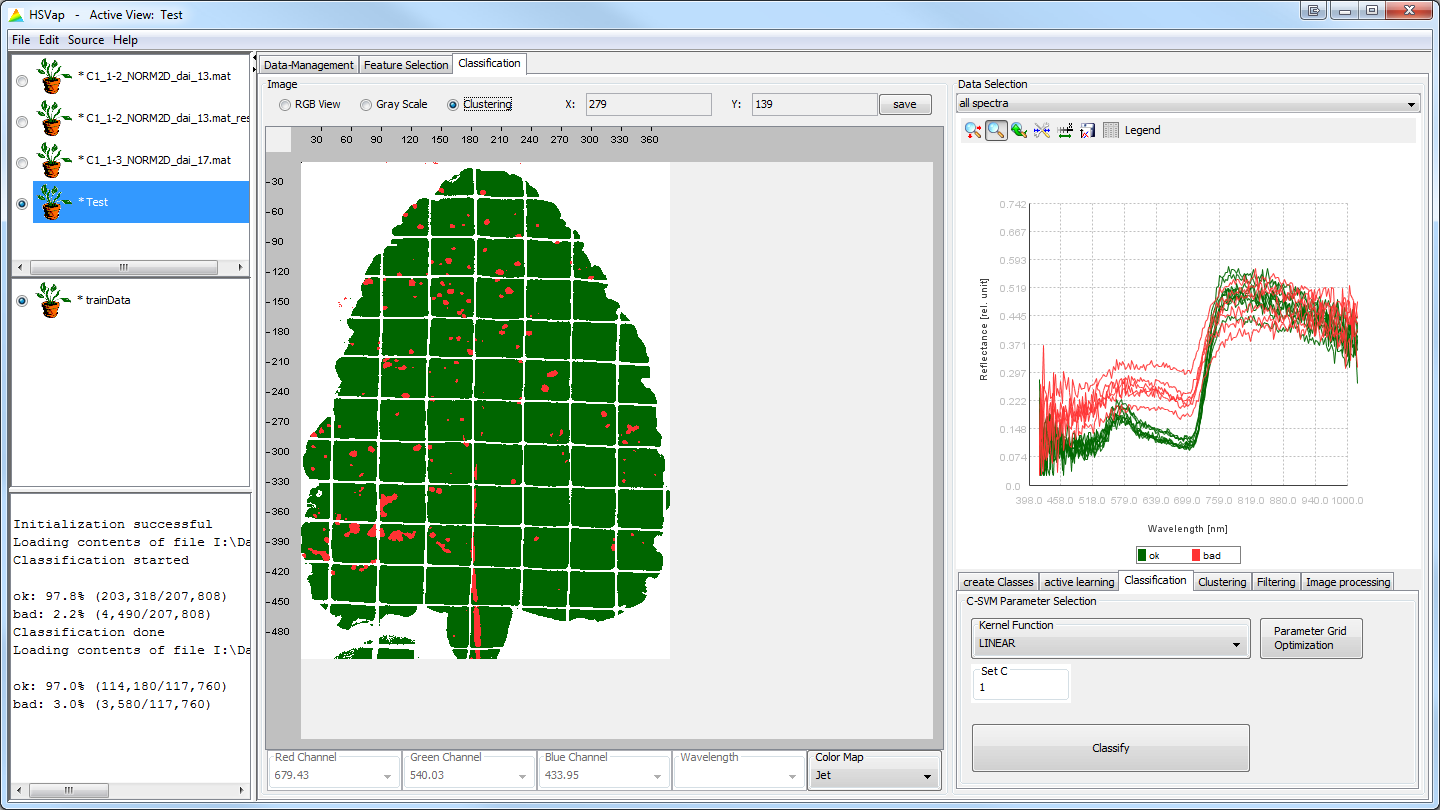 HSVap - Active View: Test
File Edit Source Help
* C1_1-2_NORM2D_dai_13.mat
* C1_1-2_NORM2D_dai_13.mat_res
* C1_1-3_NORM2D_dai_17.mat
* Test
* trainData
Initialization successful
Loading contents of file I:\Da
Classification started
ok: 97.8% (203,318/207,808)
bad: 2.2% (4,490/207,808)
Classification done
Loading contents of file I:\Da
ok: 97.0% (114,180/117,760)
bad: 3.0% (3,580/117,760)
Data-Management Feature Selection Classification
Image
RGB View Gray Scale Clustering X: 279 Y: 139 save
30 60 90 120 150 180 210 240 270 300 330 360
30
60
90
120
150
180
210
240
270
300
330
360
390
420
450
480
Red Channel Green Channel Blue Channel Wavelength Color Map
679.43 540.03 433.95 Jet
Data Selection
all spectra
Legend
0.742
0.667
0.593
0.519
0.445
0.371
0.297
0.222
0.148
0.074
0.0
Reflectance [rel. unit]
398.0 458.0 518.0 579.0 639.0 699.0 759.0 819.0 880.0 940.0 1000.0
Wavelength [nm]
ok bad
create Classes active learning Classification Clustering Filtering Image processing
C-SVM Parameter Selection
Kernel Function
LINEAR
Parameter Grid
Optimization
Set C
1
Classify